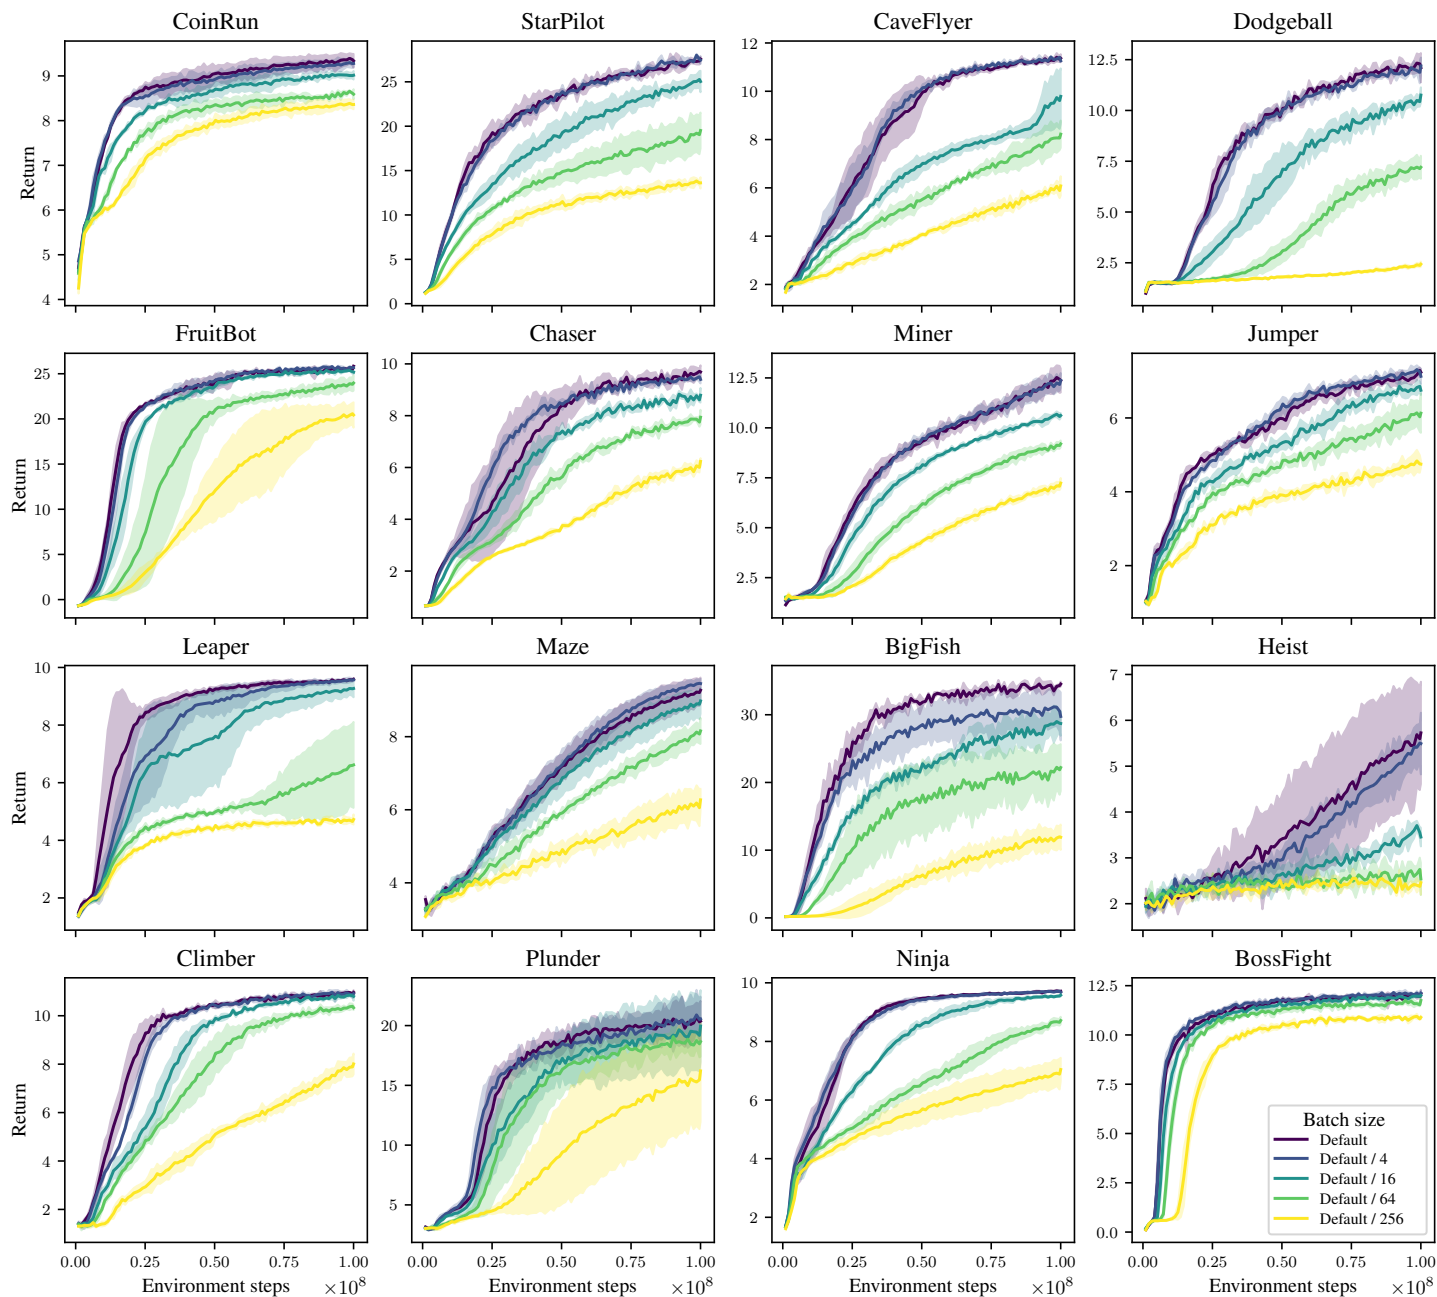 CoinRun
StarPilot
CaveFlyer
Dodgeball
Return
9
8
7
6
5
4
25
20
15
10
5
0
12
10
8
6
4
2
12.5
10.0
7.5
5.0
2.5
FruitBot
Chaser
Miner
Jumper
Return
25
20
15
10
5
0
10
8
6
4
2
12.5
10.0
7.5
5.0
2.5
6
4
2
Leaper
Maze
BigFish
Heist
Return
10
8
6
4
2
8
6
4
30
20
10
0
7
6
5
4
3
2
Climber
Plunder
Ninja
BossFight
Return
10
8
6
4
2
20
15
10
5
10
8
6
4
2
12.5
10.0
7.5
5.0
2.5
0.0
Batch size
Default
Default / 4
Default / 16
Default / 64
Default / 256
0.00 0.25 0.50 0.75 1.00
0.00 0.25 0.50 0.75 1.00
0.00 0.25 0.50 0.75 1.00
0.00 0.25 0.50 0.75 1.00
Environment steps ×10⁸
Environment steps ×10⁸
Environment steps ×10⁸
Environment steps ×10⁸